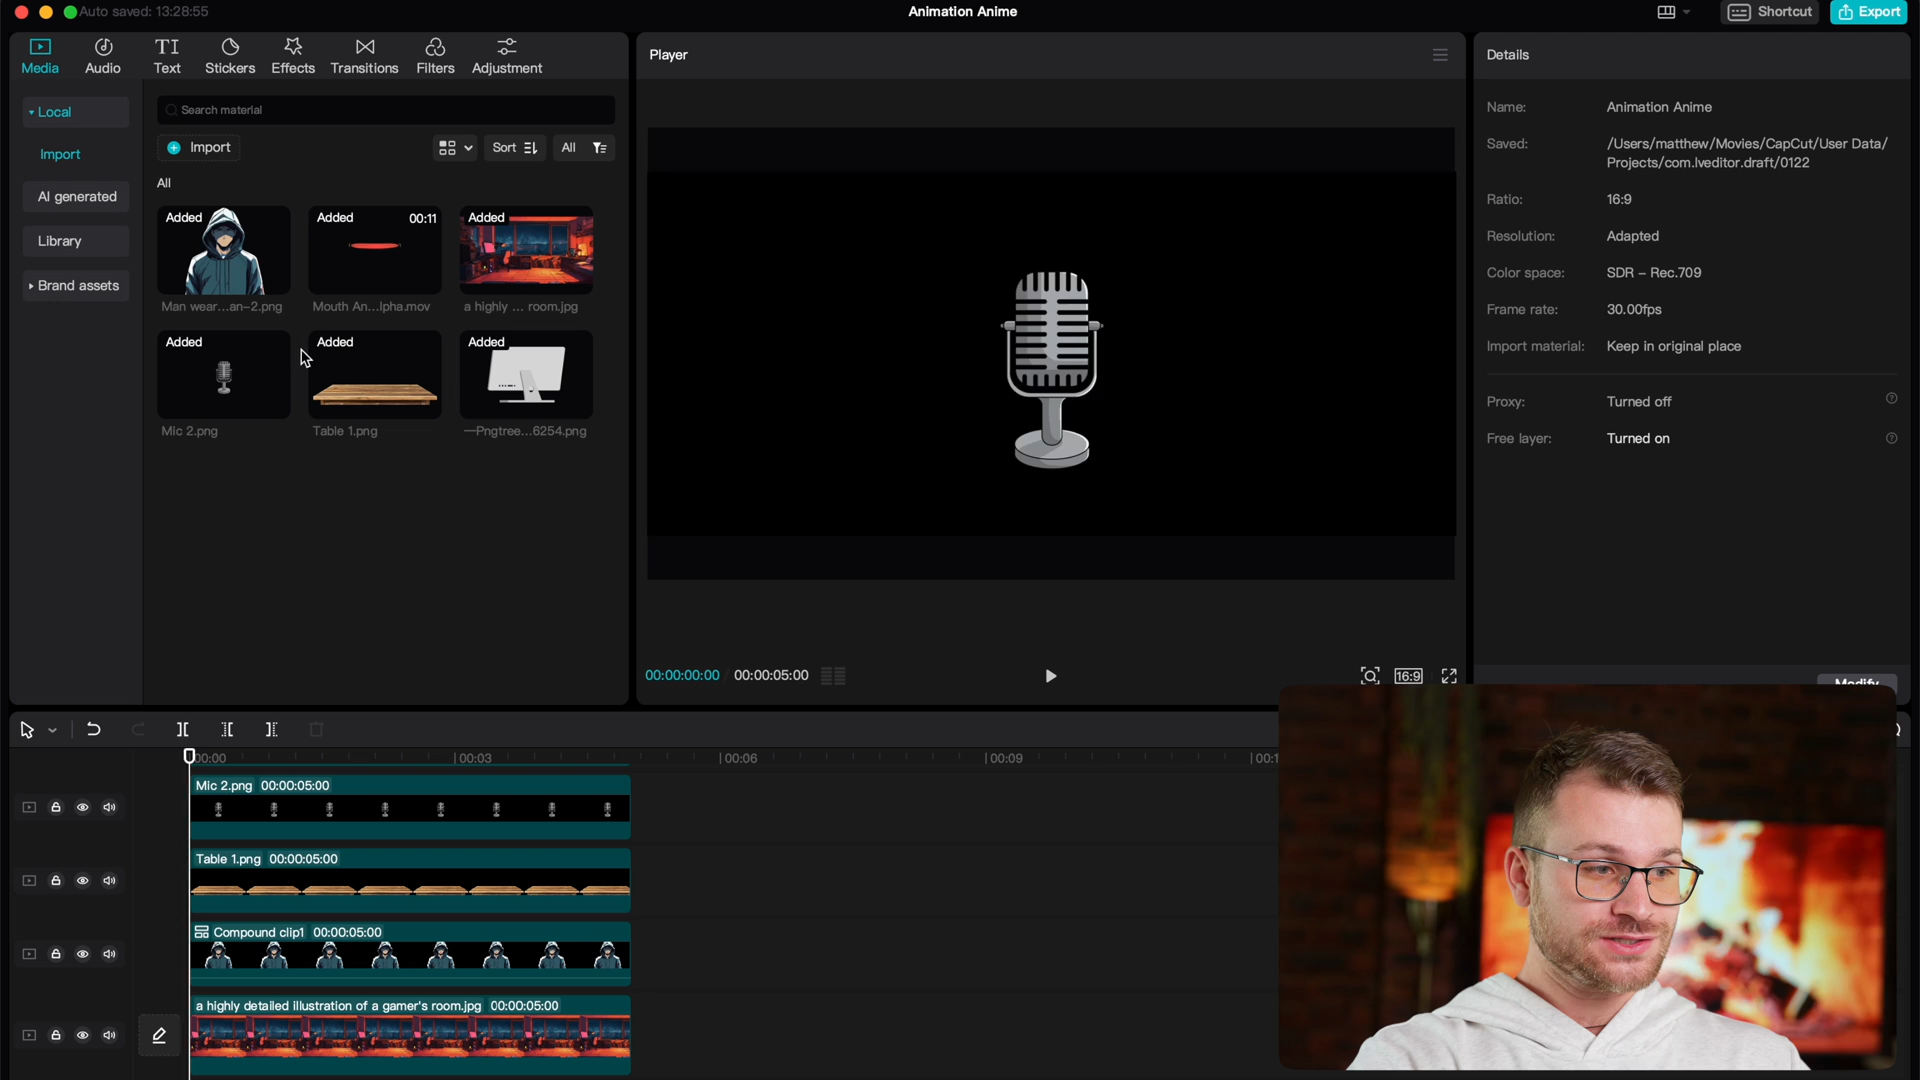 Auto saved: 13:28:55
Animation Anime
Shortcut
Export
Media
Audio
Text
Stickers
Effects
Transitions
Filters
Adjustment
Local
Import
AI generated
Library
Brand assets
Search material
Import
Sort
All
All
Added
Man wear...an-2.png
Added 00:11
Mouth An...lpha.mov
Added
a highly ... room.jpg
Added
Mic 2.png
Added
Table 1.png
Added
—Pngtree...6254.png
Player
00:00:00:00 00:00:05:00
16:9
Details
Name: Animation Anime
Saved: /Users/matthew/Movies/CapCut/User Data/
Projects/com.lveditor.draft/0122
Ratio: 16:9
Resolution: Adapted
Color space: SDR – Rec.709
Frame rate: 30.00fps
Import material: Keep in original place
Proxy: Turned off
Free layer: Turned on
Modify
00:00 00:03 00:06 00:09 00:1
Mic 2.png 00:00:05:00
Table 1.png 00:00:05:00
Compound clip1 00:00:05:00
a highly detailed illustration of a gamer's room.jpg 00:00:05:00